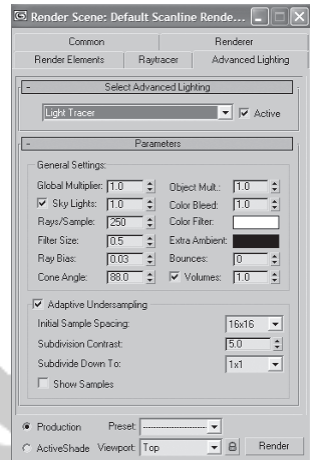 Render Scene: Default Scanline Rende...
Common Renderer
Render Elements Raytracer Advanced Lighting
- Select Advanced Lighting
Light Tracer Active
- Parameters
General Settings:
Global Multiplier: 1.0 Object Mult.: 1.0
Sky Lights: 1.0 Color Bleed: 1.0
Rays/Sample: 250 Color Filter:
Filter Size: 0.5 Extra Ambient:
Ray Bias: 0.03 Bounces: 0
Cone Angle: 88.0 Volumes: 1.0
Adaptive Undersampling
Initial Sample Spacing: 16x16
Subdivision Contrast: 5.0
Subdivide Down To: 1x1
Show Samples
Production Preset: --------------------
ActiveShade Viewport: Top Render